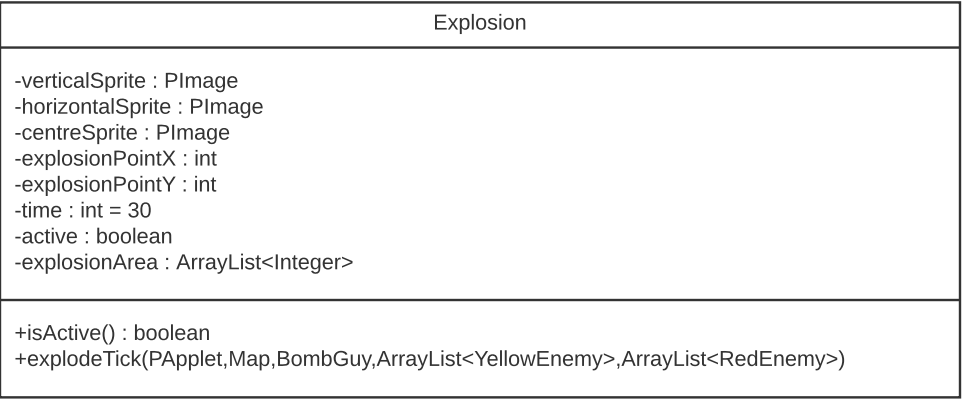 Explosion
-verticalSprite : PImage
-horizontalSprite : PImage
-centreSprite : PImage
-explosionPointX : int
-explosionPointY : int
-time : int = 30
-active : boolean
-explosionArea : ArrayList<Integer>
+isActive() : boolean
+explodeTick(PApplet,Map,BombGuy,ArrayList<YellowEnemy>,ArrayList<RedEnemy>)